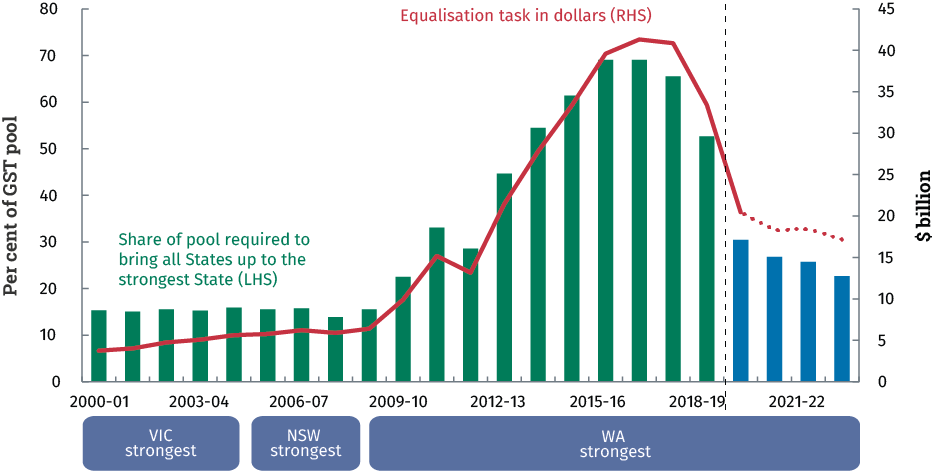 Equalisation task in dollars (RHS)
Per cent of GST pool
80
70
60
50
40
30
20
10
0
Share of pool required to
bring all States up to the
strongest State (LHS)
45
40
35
30
25
20
15
10
5
0
$ billion
2000-01 2003-04 2006-07 2009-10 2012-13 2015-16 2018-19 2021-22
VIC
strongest
NSW
strongest
WA
strongest